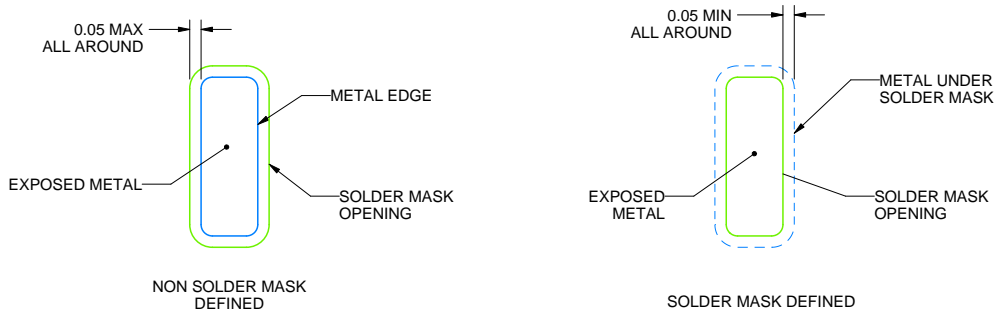 0.05 MAX
ALL AROUND
METAL EDGE
EXPOSED METAL
SOLDER MASK
OPENING
NON SOLDER MASK
DEFINED
0.05 MIN
ALL AROUND
METAL UNDER
SOLDER MASK
EXPOSED
METAL
SOLDER MASK
OPENING
SOLDER MASK DEFINED